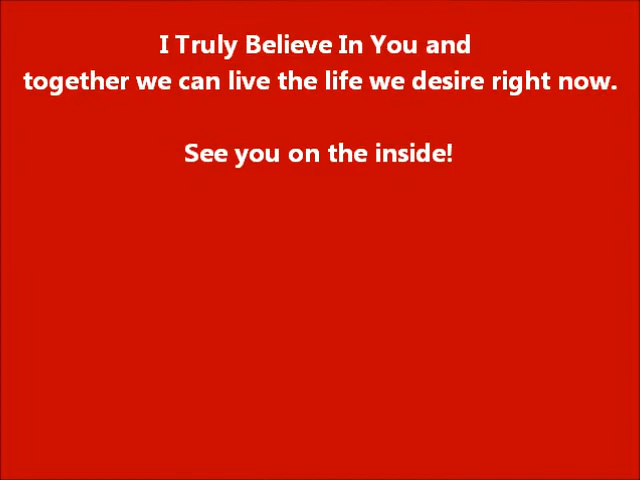 I Truly Believe In You and
together we can live the life we desire right now.
See you on the inside!